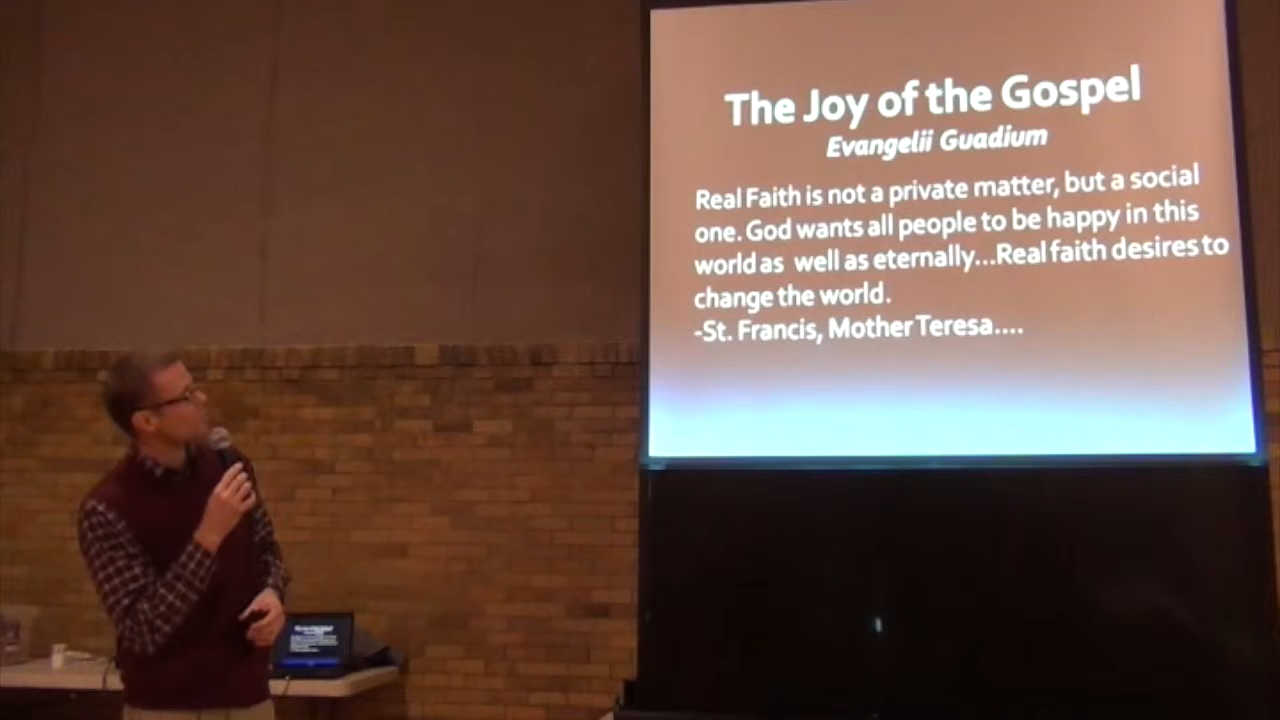 The Joy of the Gospel
Evangelii Guadium
Real Faith is not a private matter, but a social
one. God wants all people to be happy in this
world as well as eternally...Real faith desires to
change the world.
-St. Francis, Mother Teresa....